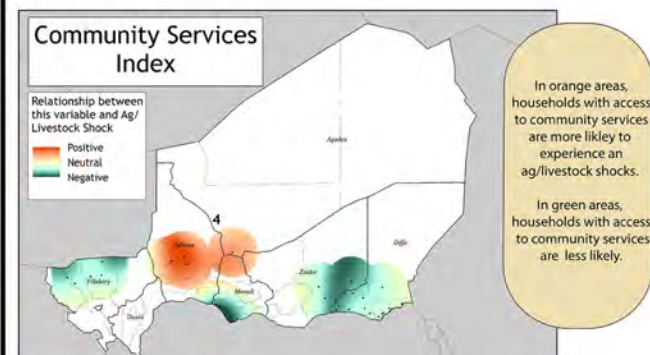 Community Services
Index
Relationship between
this variable and Ag/
Livestock Shock
Positive
Neutral
Negative
Agadez
4
Tahoua
Diffa
Zinder
Tillabery
Maradi
Dosso
In orange areas,
households with access
to community services
are more likley to
experience an
ag/livestock shocks.
In green areas,
households with access
to community services
are less likely.